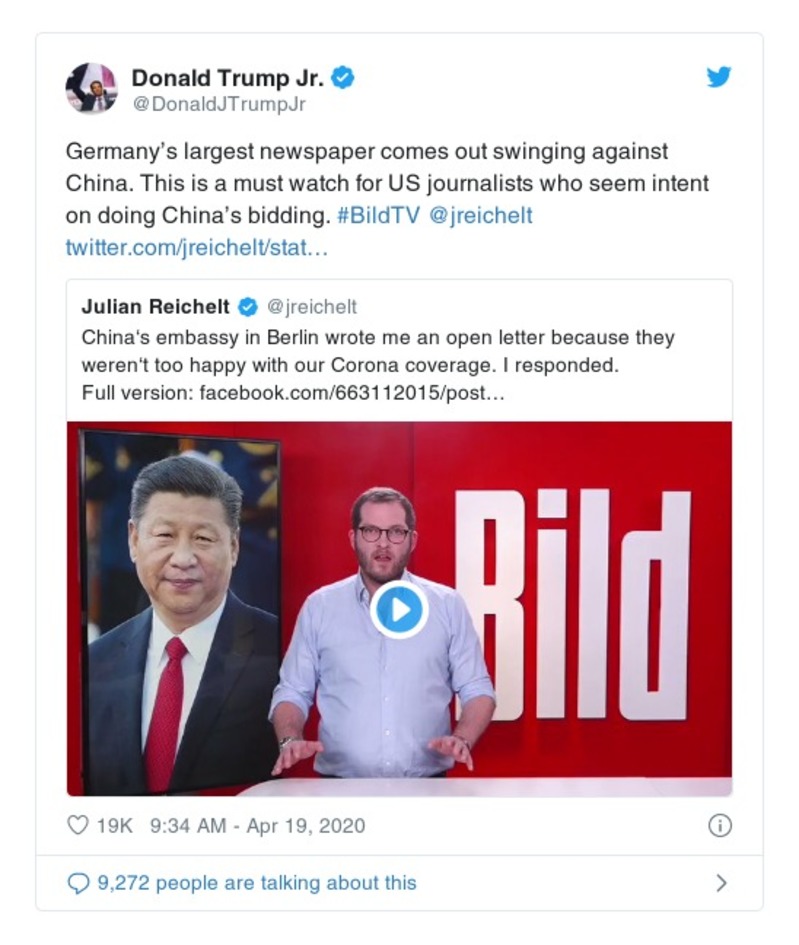 Donald Trump Jr.
@DonaldJTrumpJr
Germany’s largest newspaper comes out swinging against
China. This is a must watch for US journalists who seem intent
on doing China’s bidding. #BildTV @jreichelt
twitter.com/jreichelt/stat…
Julian Reichelt @jreichelt
China‘s embassy in Berlin wrote me an open letter because they
weren‘t too happy with our Corona coverage. I responded.
Full version: facebook.com/663112015/post…
Bild
19K 9:34 AM - Apr 19, 2020
9,272 people are talking about this